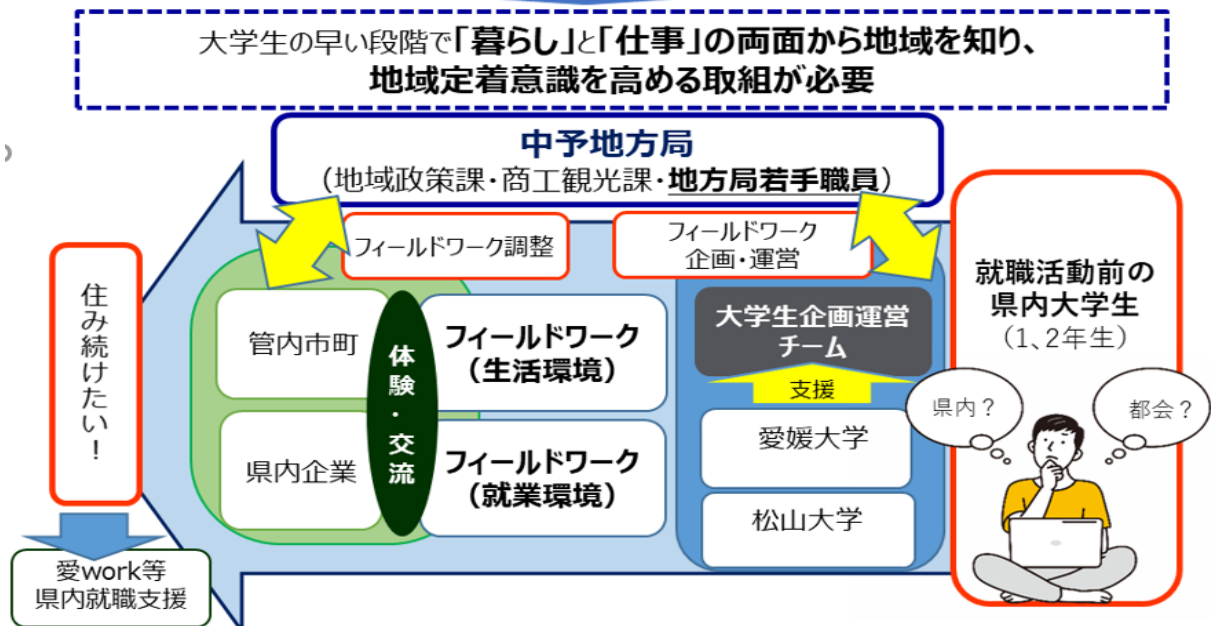 大学生の早い段階で「暮らし」と「仕事」の両面から地域を知り、
地域定着意識を高める取組が必要
中予地方局
(地域政策課・商工観光課・地方局若手職員)
フィールドワーク調整
フィールドワーク
企画・運営
住み続けたい！
管内市町
県内企業
体験・交流
フィールドワーク
(生活環境)
フィールドワーク
(就業環境)
大学生企画運営
チーム
支援
愛媛大学
松山大学
就職活動前の
県内大学生
(1、2年生)
県内？
都会？
愛work等
県内就職支援